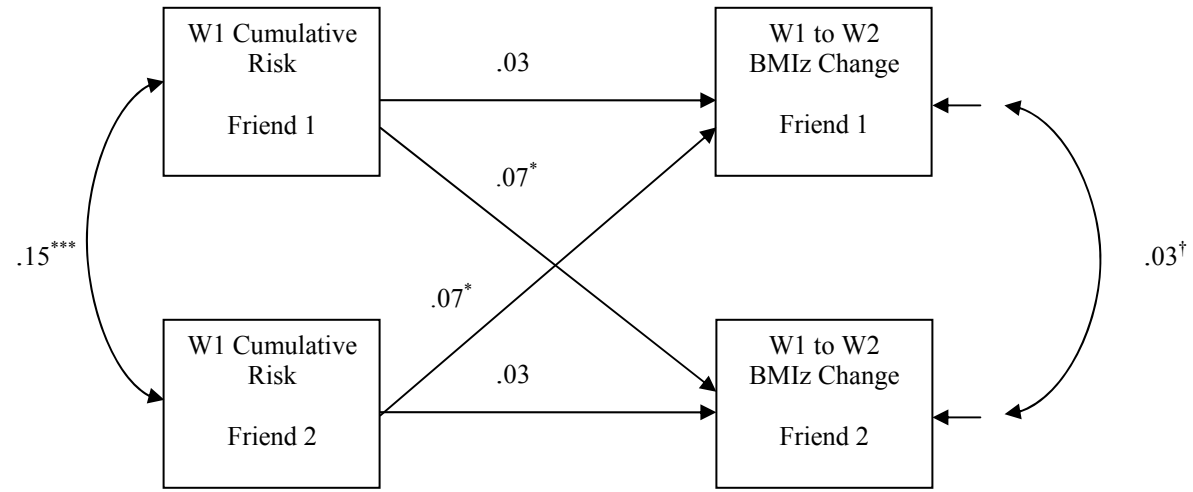 W1 Cumulative
Risk
Friend 1
.03
W1 to W2
BMIz Change
Friend 1
.07*
.15***
.03†
.07*
W1 Cumulative
Risk
Friend 2
.03
W1 to W2
BMIz Change
Friend 2